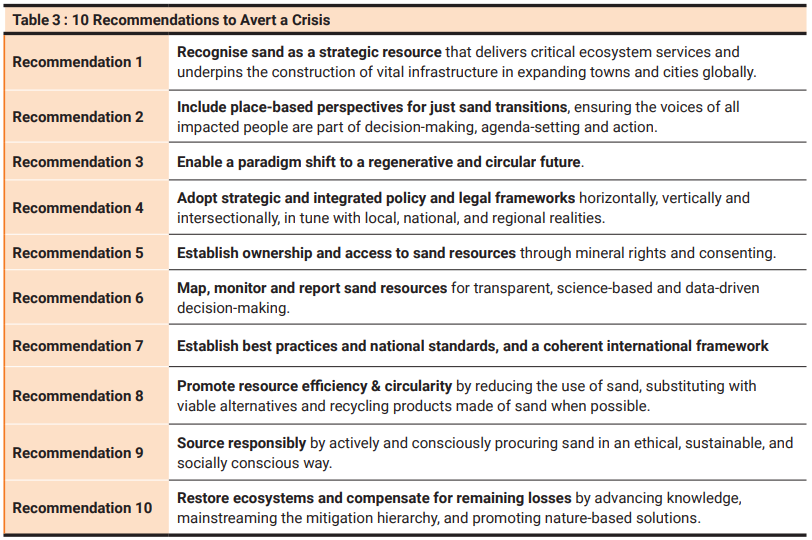 Table 3 : 10 Recommendations to Avert a Crisis
Recommendation 1
Recognise sand as a strategic resource that delivers critical ecosystem services and
underpins the construction of vital infrastructure in expanding towns and cities globally.
Recommendation 2
Include place-based perspectives for just sand transitions, ensuring the voices of all
impacted people are part of decision-making, agenda-setting and action.
Recommendation 3
Enable a paradigm shift to a regenerative and circular future.
Recommendation 4
Adopt strategic and integrated policy and legal frameworks horizontally, vertically and
intersectionally, in tune with local, national, and regional realities.
Recommendation 5
Establish ownership and access to sand resources through mineral rights and consenting.
Recommendation 6
Map, monitor and report sand resources for transparent, science-based and data-driven
decision-making.
Recommendation 7
Establish best practices and national standards, and a coherent international framework
Recommendation 8
Promote resource efficiency & circularity by reducing the use of sand, substituting with
viable alternatives and recycling products made of sand when possible.
Recommendation 9
Source responsibly by actively and consciously procuring sand in an ethical, sustainable, and
socially conscious way.
Recommendation 10
Restore ecosystems and compensate for remaining losses by advancing knowledge,
mainstreaming the mitigation hierarchy, and promoting nature-based solutions.